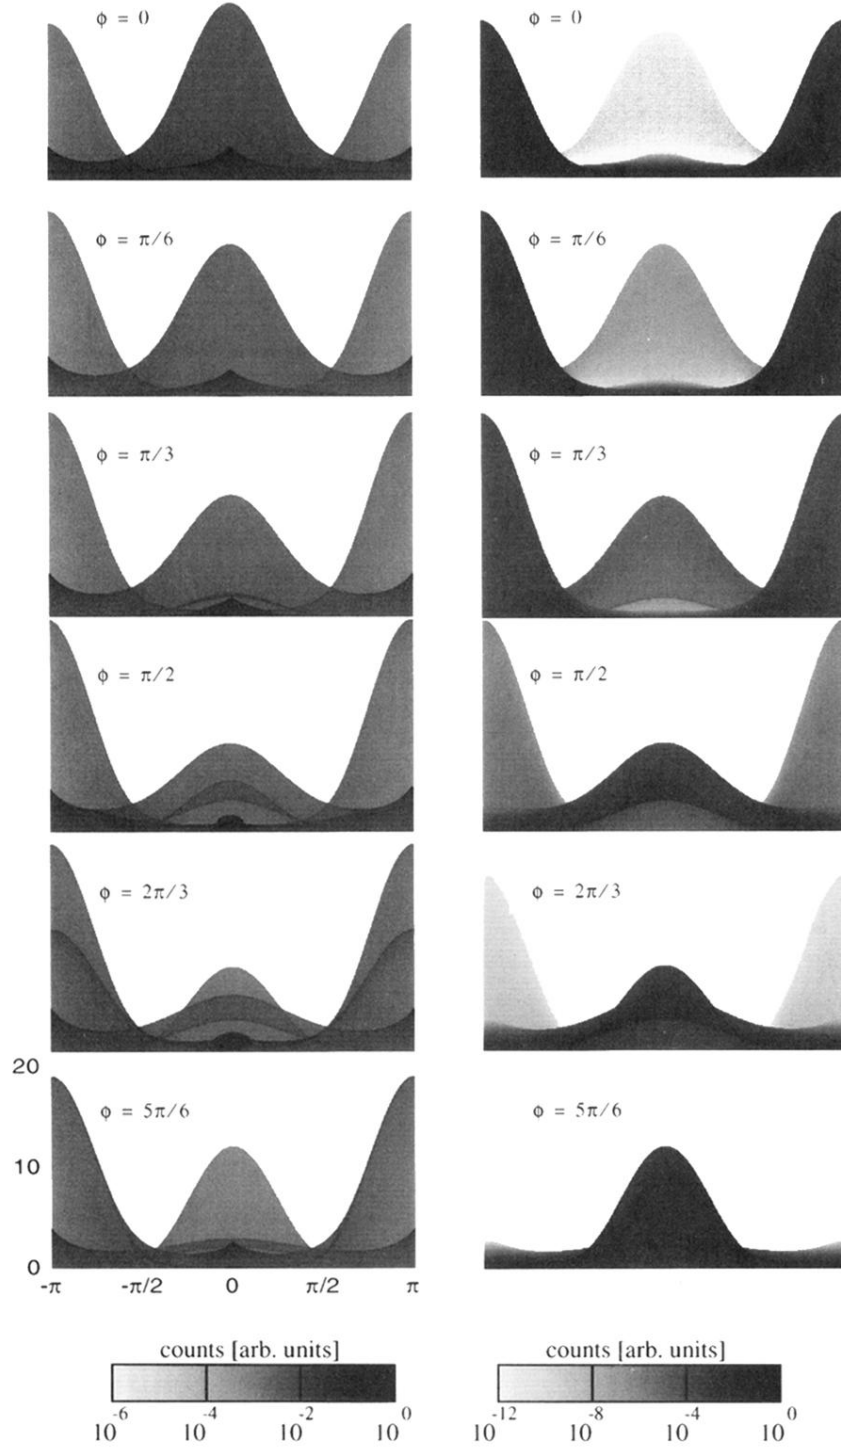 ϕ = 0 ϕ = 0
ϕ = π/6 ϕ = π/6
ϕ = π/3 ϕ = π/3
ϕ = π/2 ϕ = π/2
ϕ = 2π/3 ϕ = 2π/3
20
ϕ = 5π/6 ϕ = 5π/6
10
0
-π -π/2 0 π/2 π
counts [arb. units] counts [arb. units]
10^-6 10^-4 10^-2 10^0 10^-12 10^-8 10^-4 10^0